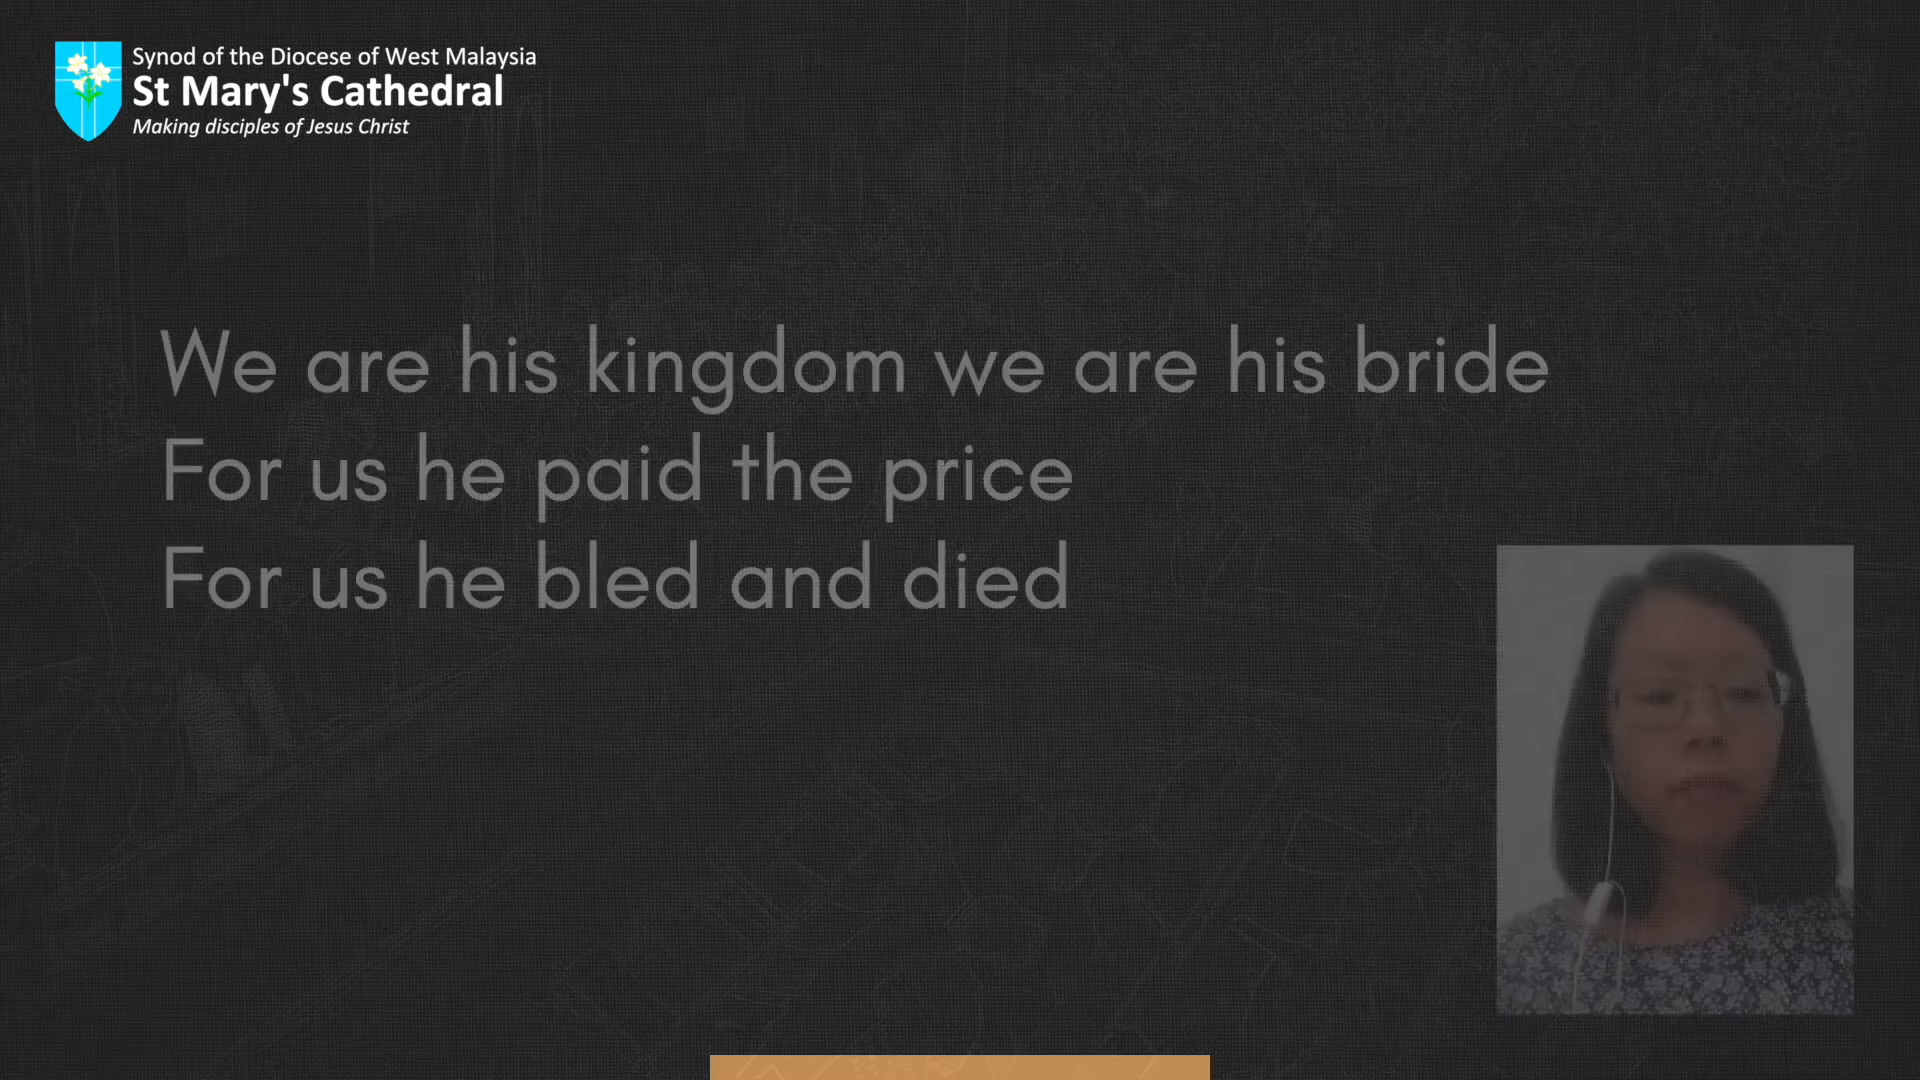 Synod of the Diocese of West Malaysia
St Mary's Cathedral
Making disciples of Jesus Christ
We are his kingdom we are his bride
For us he paid the price
For us he bled and died